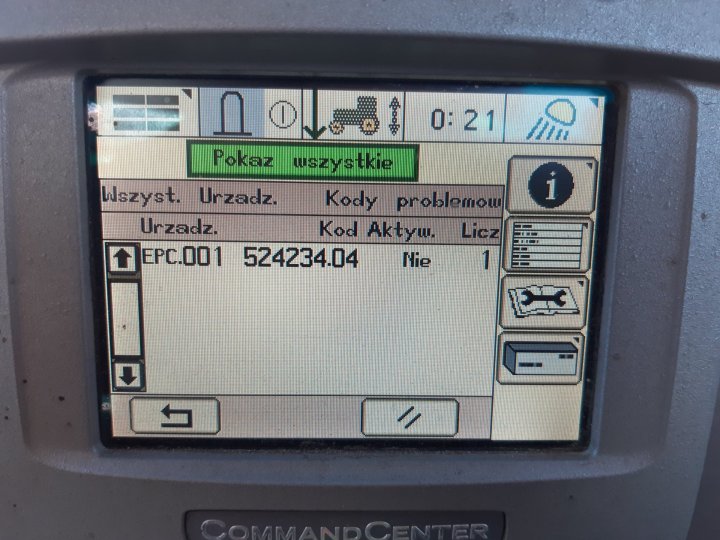 0:21
Pokaz wszystkie
Wszyst. Urzadz. Kody problemow
Urzadz. Kod Aktyw. Licz
EPC.001 524234.04 Nie 1
COMMANDCENTER